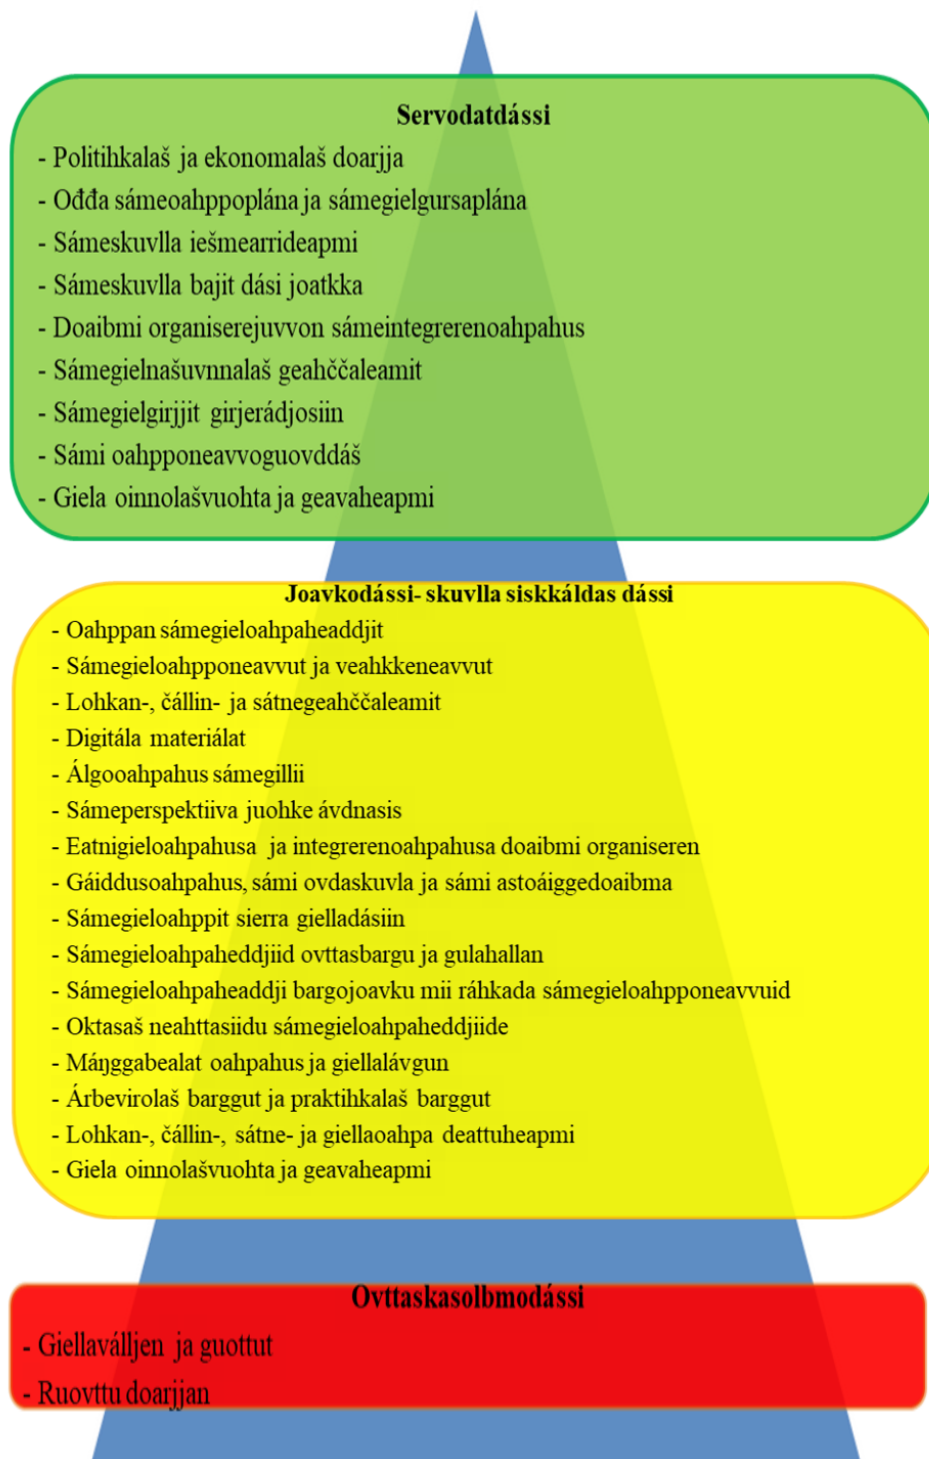 Servodatdássi
- Politihkalaš ja ekonomalaš doarjja
- Ođđa sámeoahppoplána ja sámegielgursaplána
- Sámeskuvlla iešmearrideapmi
- Sámeskuvlla bajit dási joatkka
- Doaibmi organiserejuvvon sámeintegrerenoahpahus
- Sámegielnašuvnnalaš geahččaleamit
- Sámegielgirjjit girjerádjosiin
- Sámi oahpponeavvoguovddáš
- Giela oinnolašvuohta ja geavaheapmi
Joavkodássi- skuvlla siskkáldas dássi
- Oahppan sámegieloahpaheaddjit
- Sámegieloahpponeavvut ja veahkkeneavvut
- Lohkan-, čállin- ja sátnegeahččaleamit
- Digitála materiálat
- Álgooahpahus sámegillii
- Sámeperspektiiva juohke ávdnasis
- Eatnigieloahpahusa ja integrerenoahpahusa doaibmi organiseren
- Gáiddusoahpahus, sámi ovdaskuvla ja sámi astoáiggedoaibma
- Sámegieloahppit sierra gielladásiin
- Sámegieloahpaheddjiid ovttasbargu ja gulahallan
- Sámegieloahpaheaddji bargojoavku mii ráhkada sámegieloahpponeavvuid
- Oktasaš neahttasiidu sámegieloahpaheddjiide
- Máŋggabealat oahpahus ja giellalávgun
- Árbevirolaš barggut ja praktihkalaš barggut
- Lohkan-, čállin-, sátne- ja giellaoahpa deattuheapmi
- Giela oinnolašvuohta ja geavaheapmi
Ovttaskasolbmodássi
- Giellaválljen ja guottut
- Ruovttu doarjjan